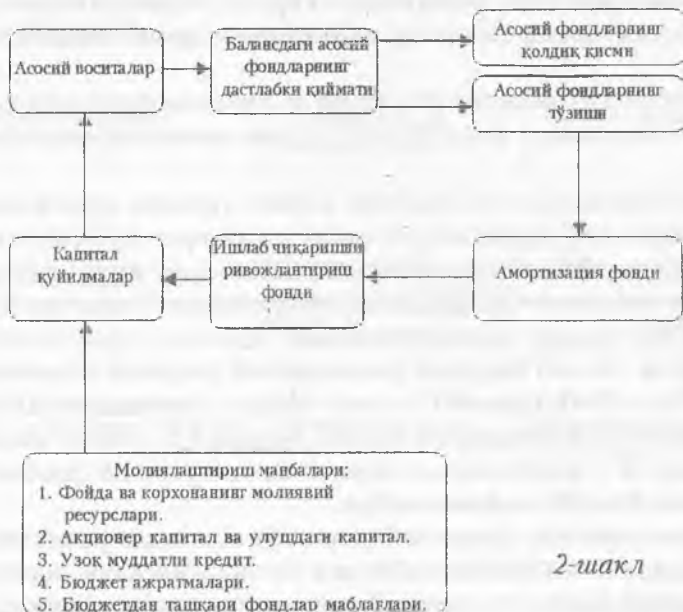 Асосий воситалар
Балансдаги асосий
фондларнинг
дастлабки қиймати
Асосий фондларнинг
қолдиқ қисми
Асосий фондларнинг
тўзиши
Капитал
қуйилмалар
Ишлаб чиқаришни
ривожлантириш
фонди
Амортизация фонди
Молиялаштириш манбалари:
1. Фойда ва корхонанинг молиявий
ресурслари.
2. Акционер капитал ва улушдаги капитал.
3. Узоқ муддатли кредит.
4. Бюджет ажратмалари.
5. Бюджетдан ташқари фондлар маблағлари.
2-шакл